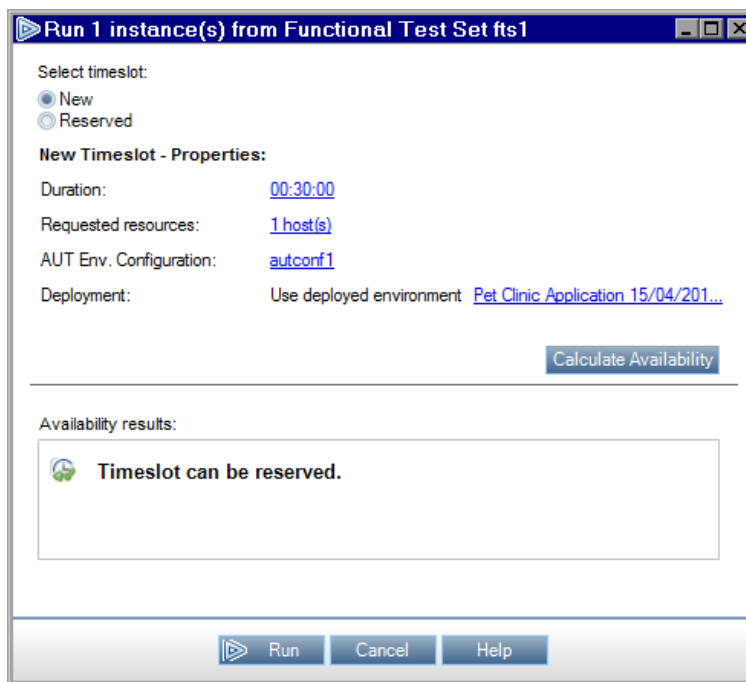 Run 1 instance(s) from Functional Test Set fts1
Select timeslot:
New
Reserved
New Timeslot - Properties:
Duration: 00:30:00
Requested resources: 1 host(s)
AUT Env. Configuration: autconf1
Deployment: Use deployed environment Pet Clinic Application 15/04/201...
Calculate Availability
Availability results:
Timeslot can be reserved.
Run Cancel Help